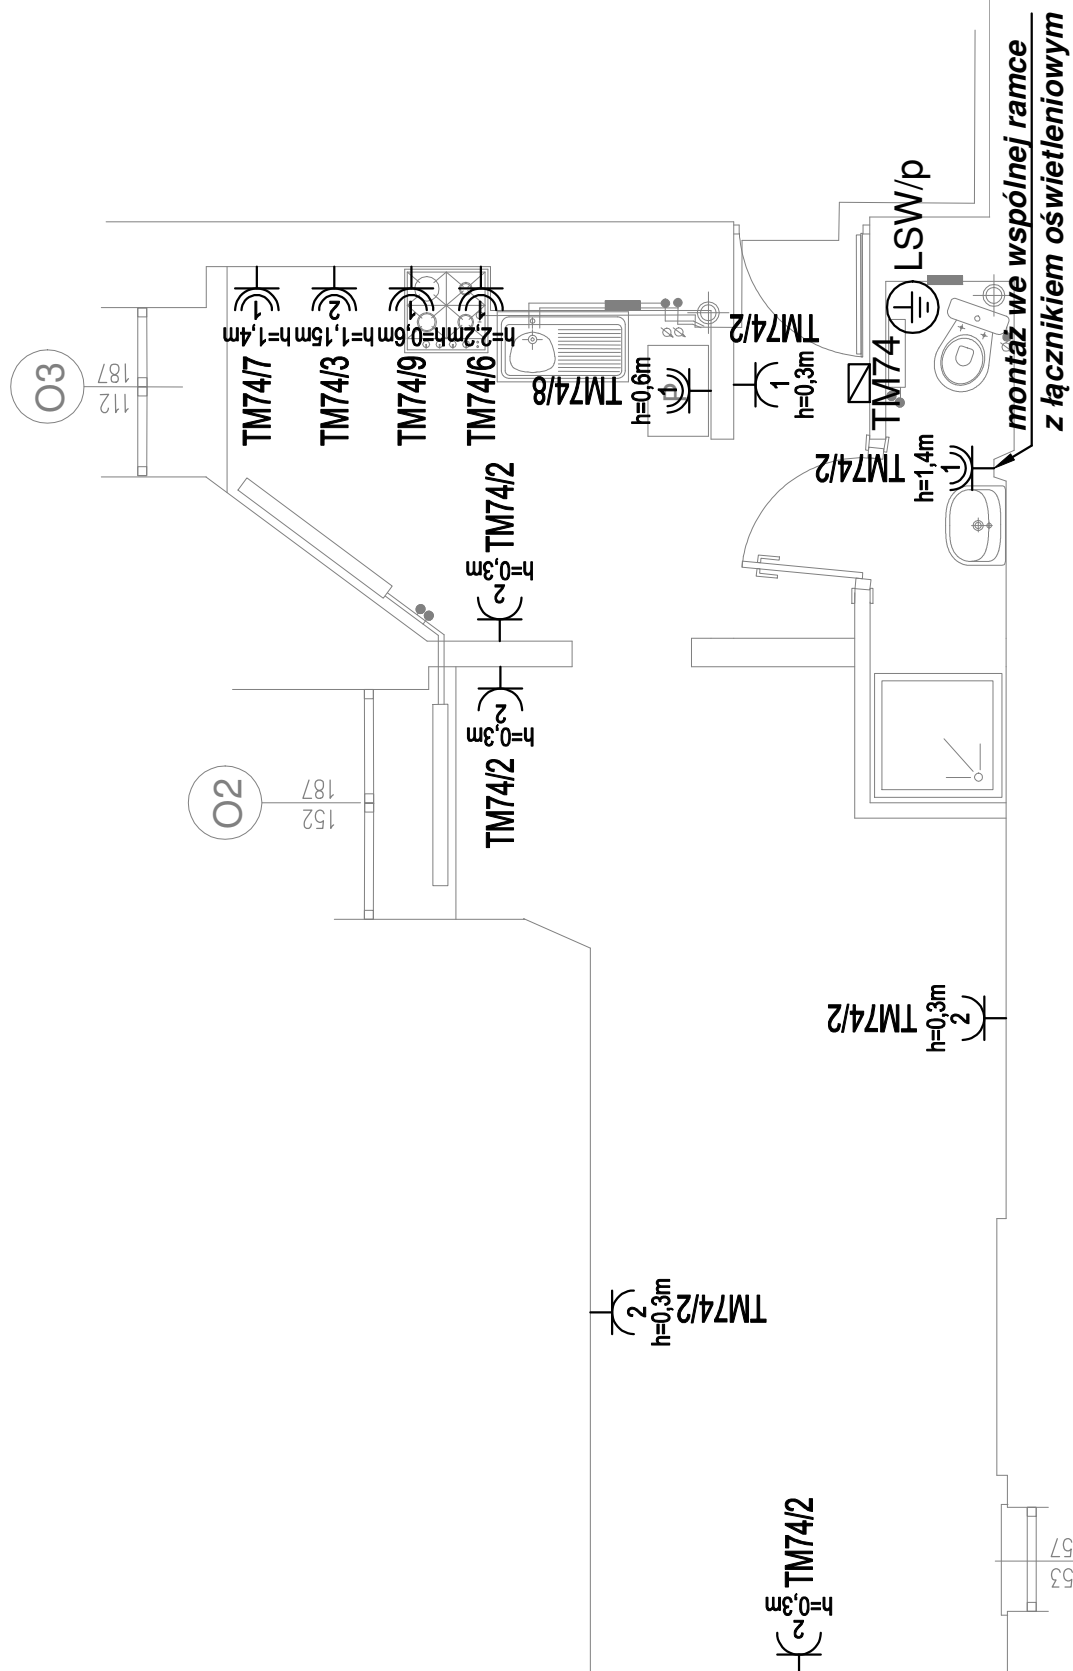 O3
187
112
1
2
1
1
h=1,4m
h=1,15m
h=0,6m
h=2,2m
TM74/7
TM74/3
TM74/9
TM74/6
TM74/8
h=0,6m
1
TM74/2
1
h=0,3m
LSW/p
TM74
TM74/2
h=1,4m
1
montaż we wspólnej ramce
z łącznikiem oświetleniowym
TM74/2
h=0,3m
2
2
h=0,3m
TM74/2
O2
187
152
TM74/2
h=0,3m
2
2
h=0,3m
TM74/2
TM74/2
h=0,3m
2
57
53